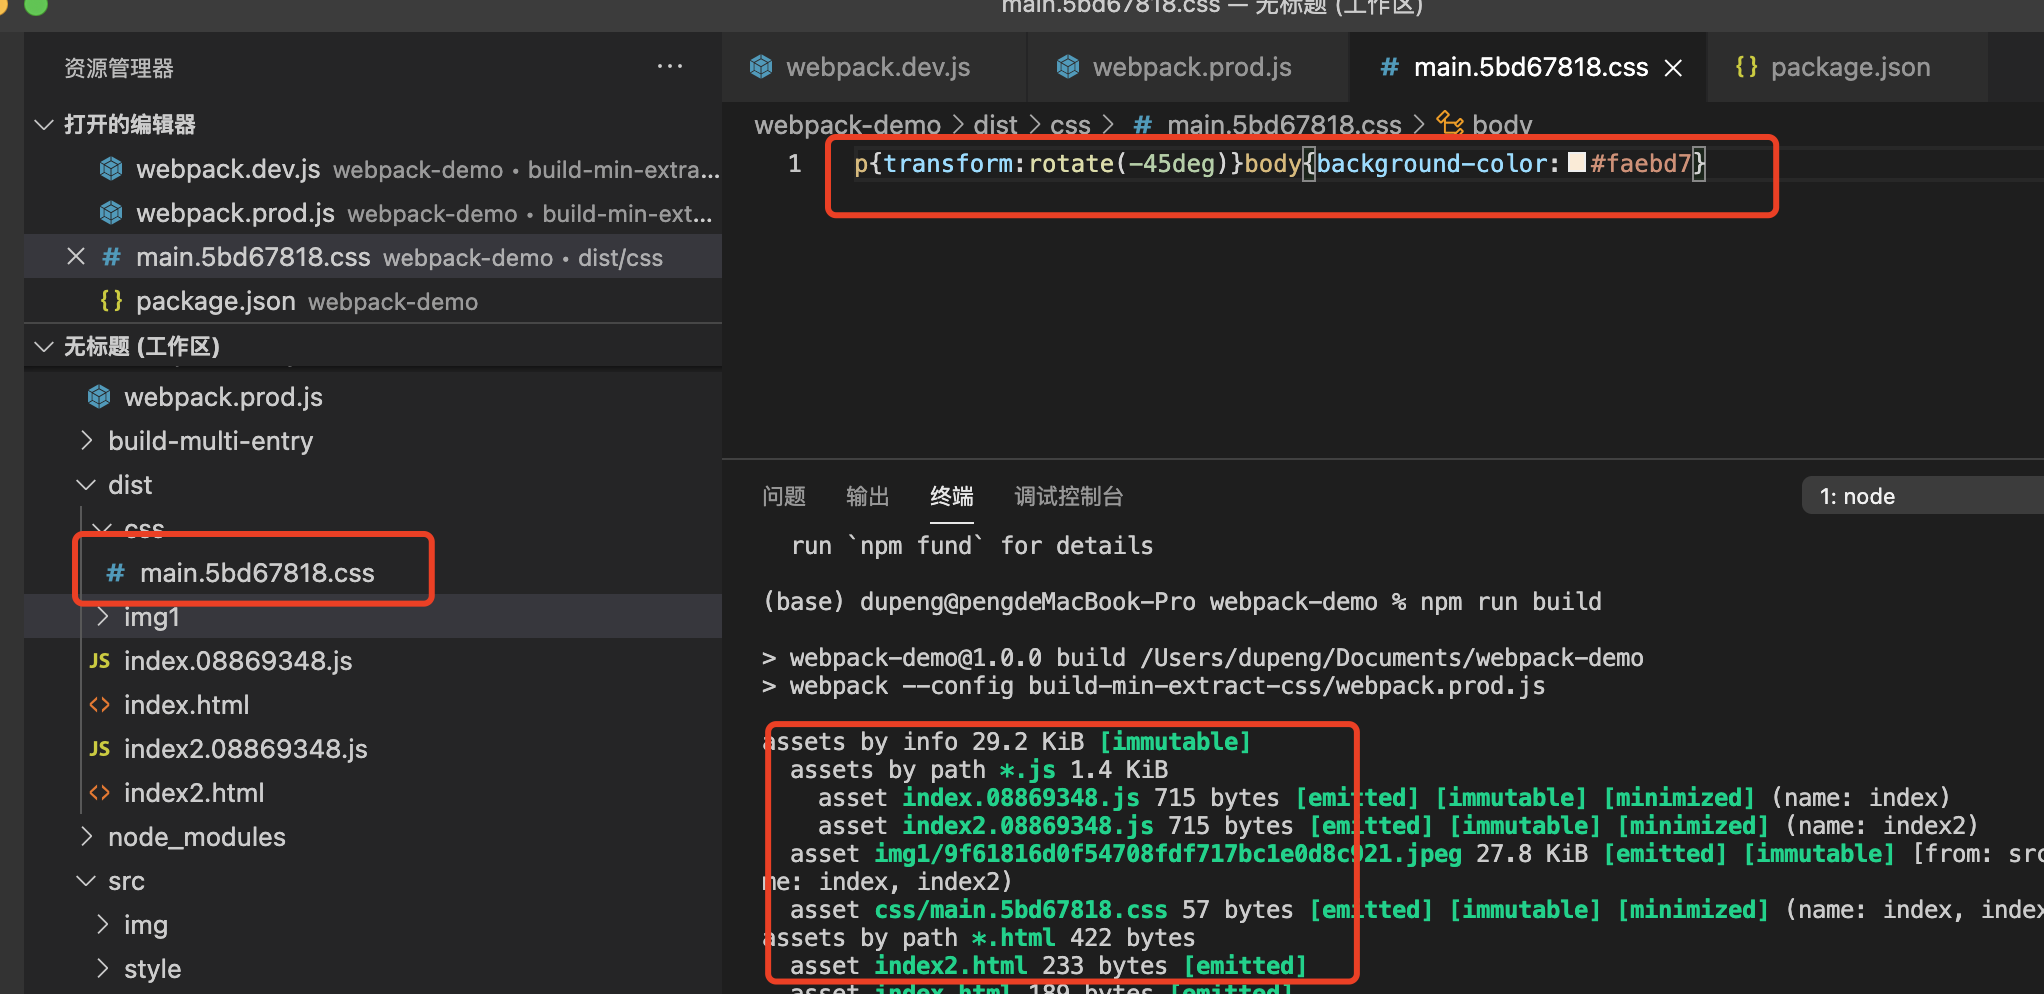 main.5bd67818.css — 无标题 (工作区)
资源管理器 ···
打开的编辑器
webpack.dev.js webpack-demo • build-min-extra...
webpack.prod.js webpack-demo • build-min-ext...
main.5bd67818.css webpack-demo • dist/css
package.json webpack-demo
无标题 (工作区)
webpack.prod.js
build-multi-entry
dist
css
main.5bd67818.css
img1
index.08869348.js
index.html
index2.08869348.js
index2.html
node_modules
src
img
style
webpack.dev.js webpack.prod.js main.5bd67818.css package.json
webpack-demo > dist > css > # main.5bd67818.css > body
1 p{transform:rotate(-45deg)}body{background-color:#faebd7}
问题 输出 终端 调试控制台 1: node
run `npm fund` for details
(base) dupeng@pengdeMacBook-Pro webpack-demo % npm run build
> webpack-demo@1.0.0 build /Users/dupeng/Documents/webpack-demo
> webpack --config build-min-extract-css/webpack.prod.js
assets by info 29.2 KiB [immutable]
assets by path *.js 1.4 KiB
asset index.08869348.js 715 bytes [emitted] [immutable] [minimized] (name: index)
asset index2.08869348.js 715 bytes [emitted] [immutable] [minimized] (name: index2)
asset img1/9f61816d0f54708fdf717bc1e0d8c921.jpeg 27.8 KiB [emitted] [immutable] [from: src
me: index, index2)
asset css/main.5bd67818.css 57 bytes [emitted] [immutable] [minimized] (name: index, index
assets by path *.html 422 bytes
asset index2.html 233 bytes [emitted]
asset index.html 189 bytes [emitted]